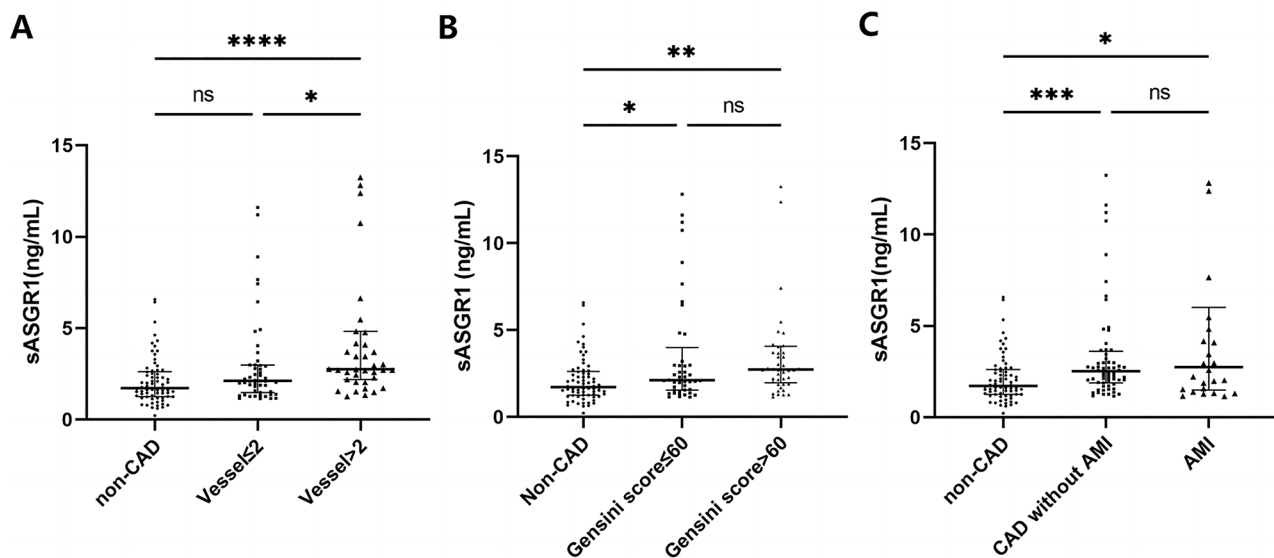 A
****
ns
*
sASGR1(ng/mL)
15
10
5
0
non-CAD
Vessel≤2
Vessel>2
B
**
*
ns
sASGR1 (ng/mL)
15
10
5
0
Non-CAD
Gensini score≤60
Gensini score>60
C
*
***
ns
sASGR1(ng/mL)
15
10
5
0
non-CAD
CAD without AMI
AMI